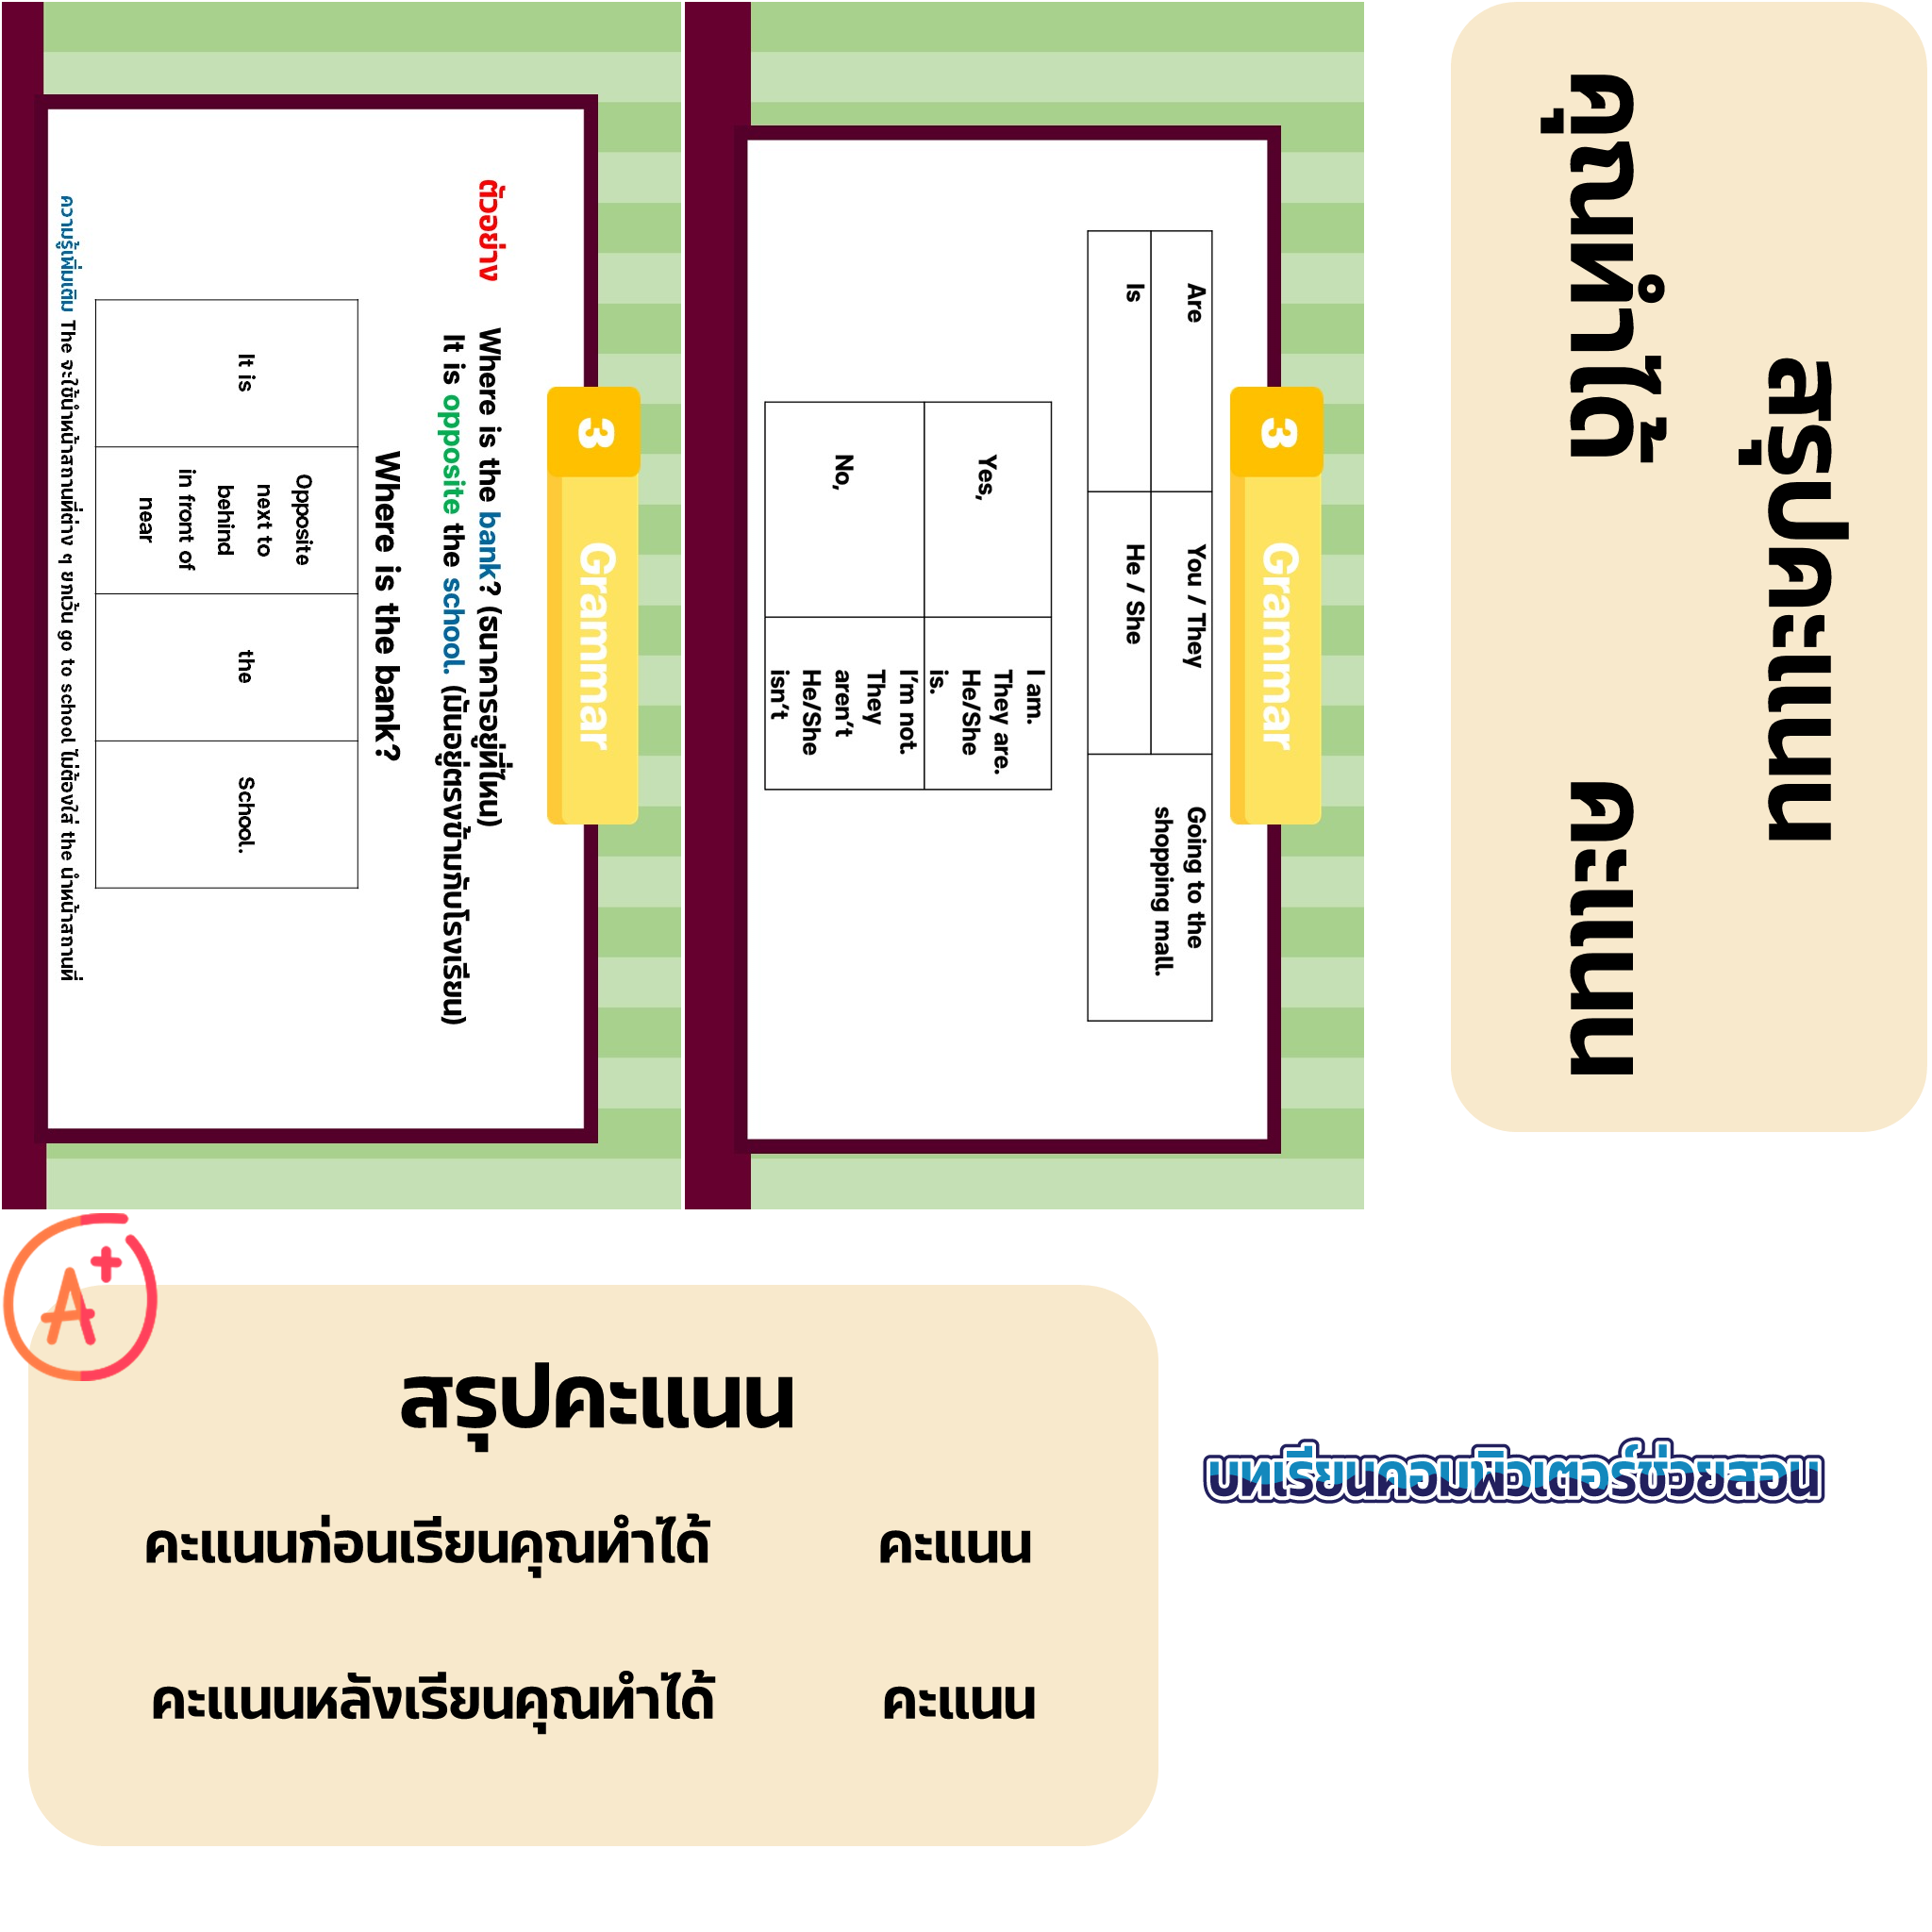 3
Grammar
ตัวอย่าง
Where is the bank? (ธนาคารอยู่ที่ไหน)
It is opposite the school. (มันอยู่ตรงข้ามกับโรงเรียน)
Where is the bank?
It is
Opposite
next to
behind
in front of
near
the
School.
ความรู้เพิ่มเติม The จะใช้นำหน้าสถานที่ต่าง ๆ ยกเว้น go to school ไม่ต้องใส่ the นำหน้าสถานที่
3
Grammar
Are
You / They
Going to the
shopping mall.
Is
He / She
Yes,
I am.
They are.
He/She
is.
No,
I'm not.
They
aren't
He/She
isn't
สรุปคะแนน
คุณทำได้
คะแนน
A+
สรุปคะแนน
คะแนนก่อนเรียนคุณทำได้ คะแนน
คะแนนหลังเรียนคุณทำได้ คะแนน
บทเรียนคอมพิวเตอร์ช่วยสอน